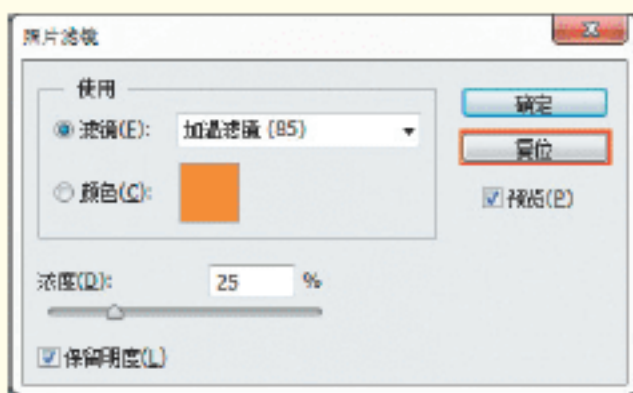 照片滤镜
使用
滤镜(F): 加温滤镜 (85)
颜色(C):
确定
复位
预览(P)
浓度(D): 25 %
保留明度(L)